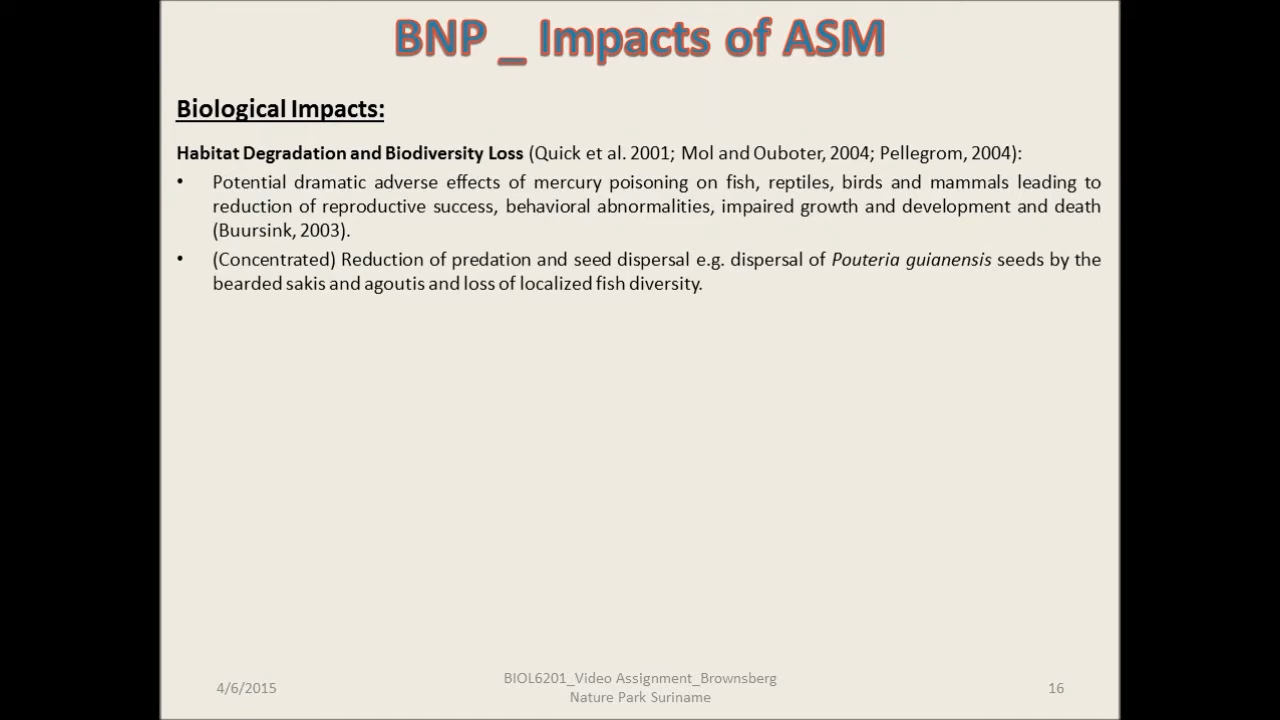 BNP _ Impacts of ASM
Biological Impacts:
Habitat Degradation and Biodiversity Loss (Quick et al. 2001; Mol and Ouboter, 2004; Pellegrom, 2004):
• Potential dramatic adverse effects of mercury poisoning on fish, reptiles, birds and mammals leading to
reduction of reproductive success, behavioral abnormalities, impaired growth and development and death
(Buursink, 2003).
• (Concentrated) Reduction of predation and seed dispersal e.g. dispersal of Pouteria guianensis seeds by the
bearded sakis and agoutis and loss of localized fish diversity.
4/6/2015
BIOL6201_Video Assignment_Brownsberg
Nature Park Suriname
16